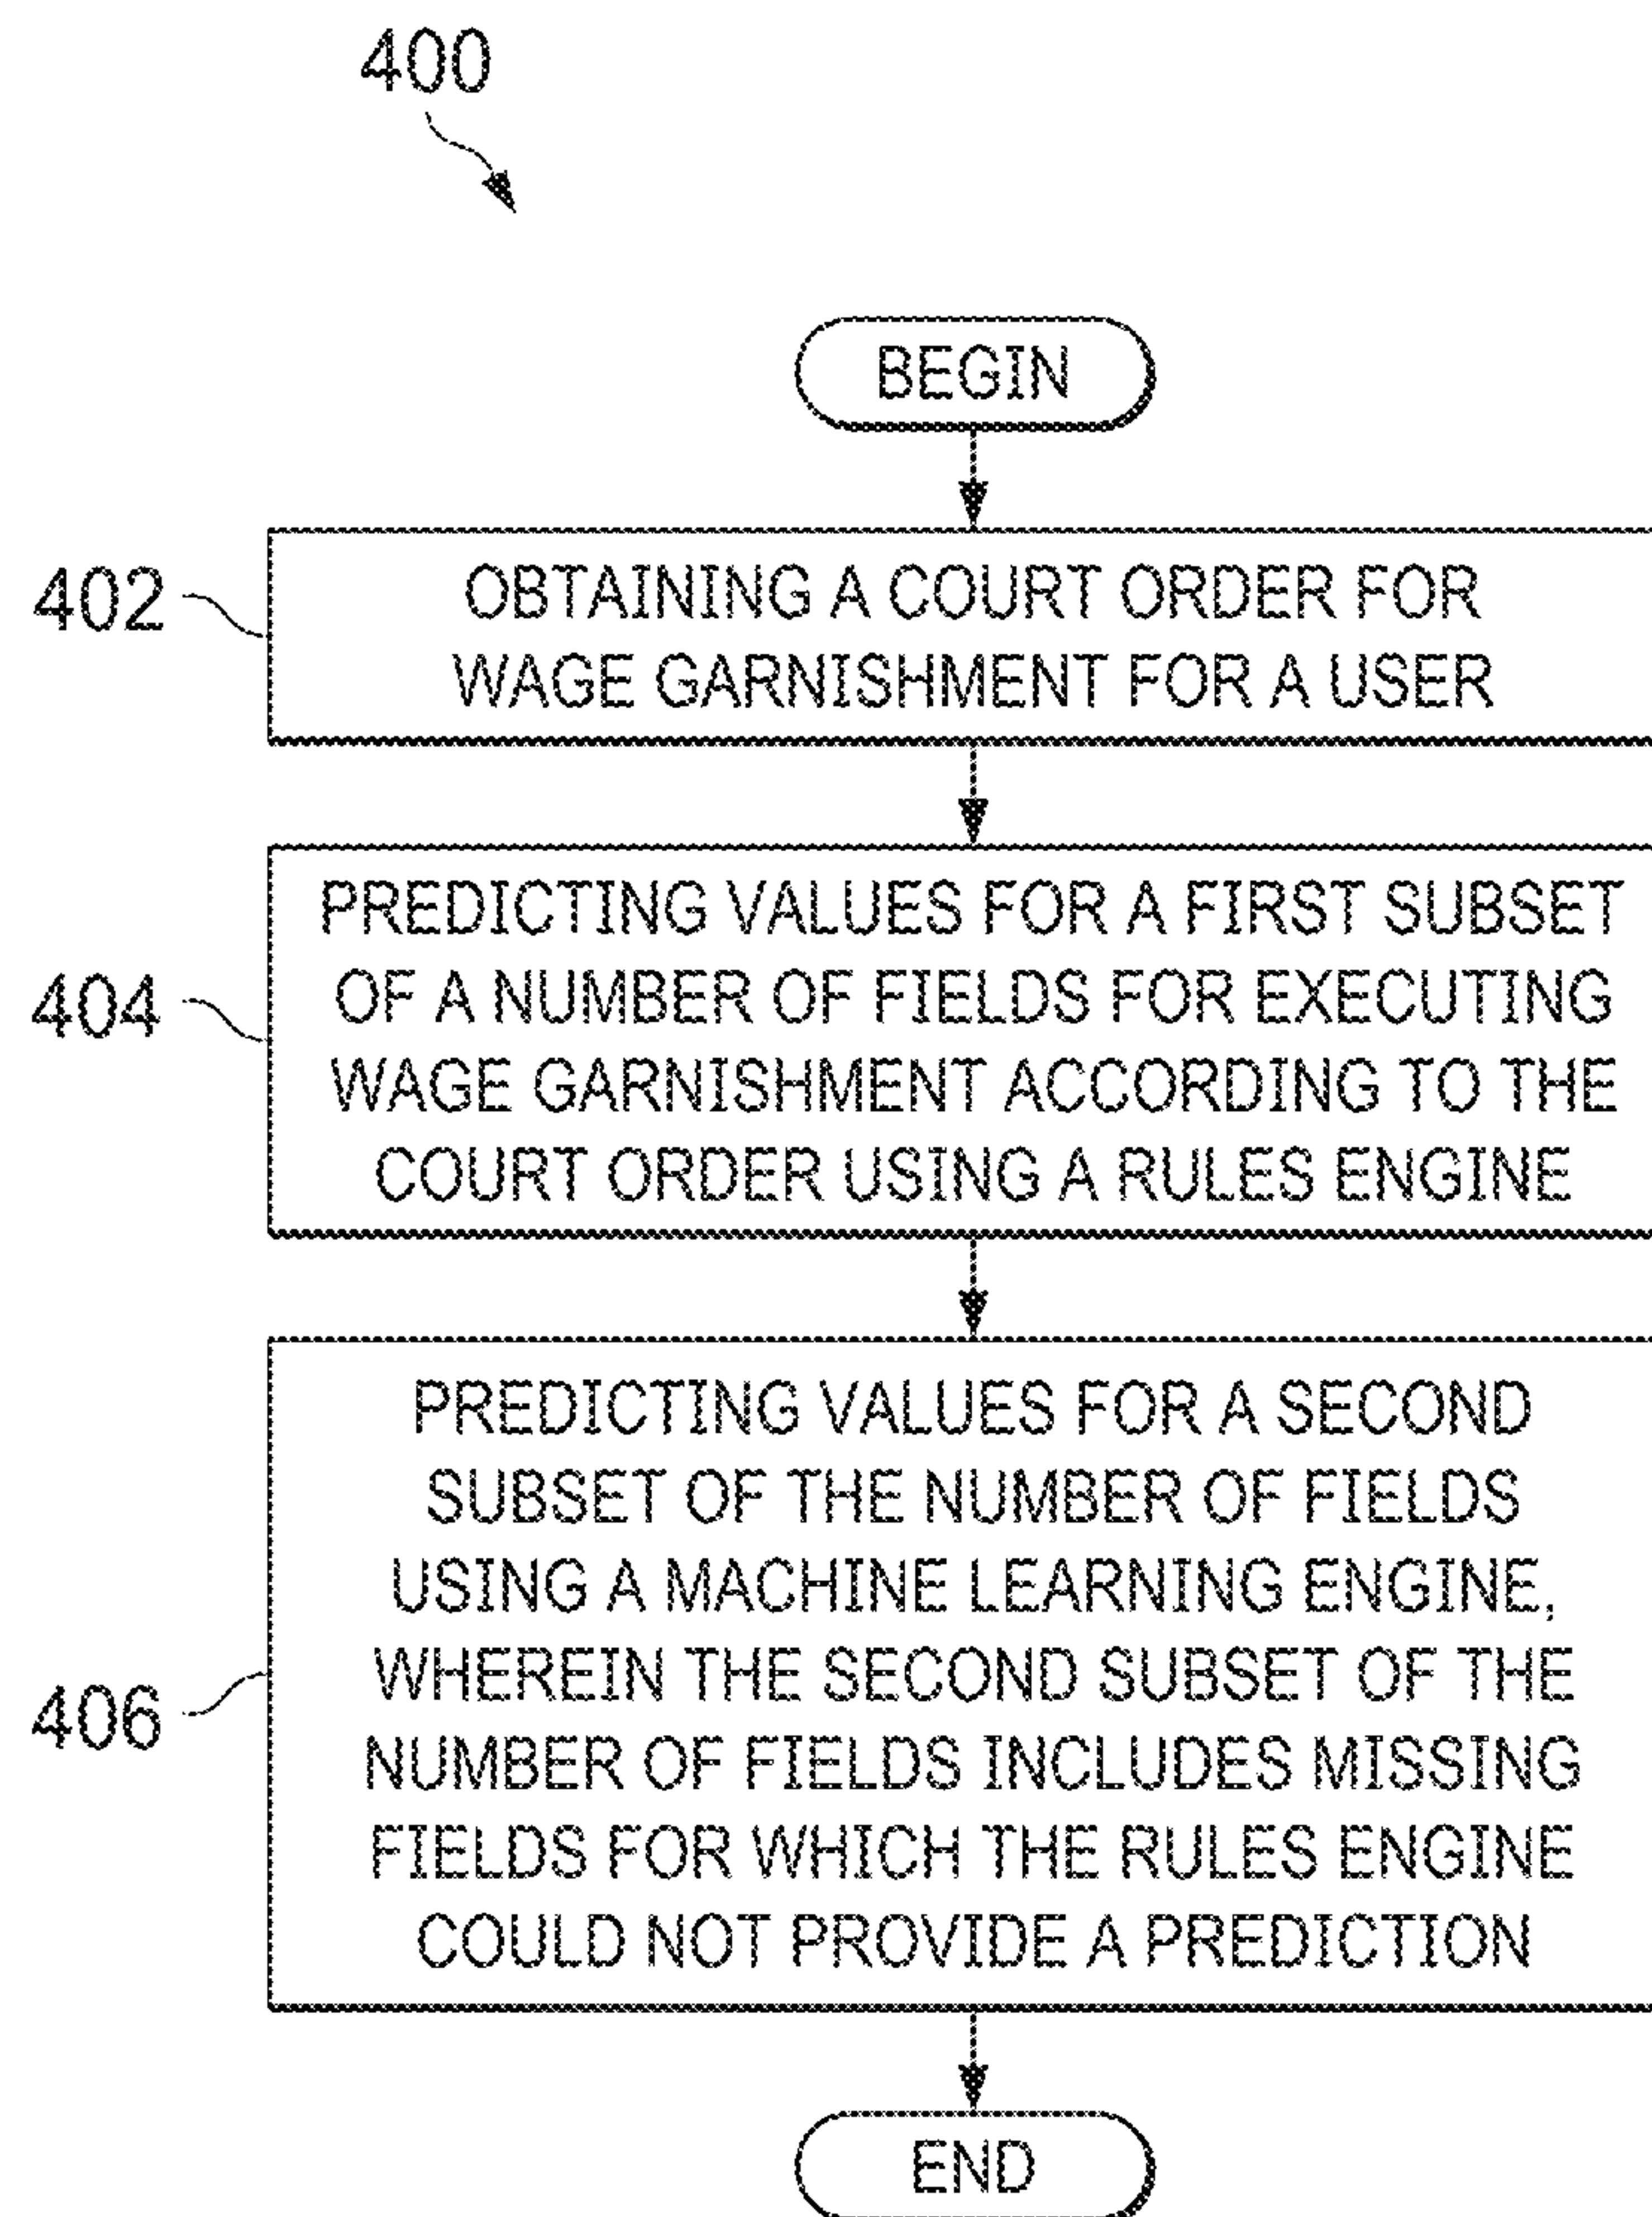 400
BEGIN
402
OBTAINING A COURT ORDER FOR
WAGE GARNISHMENT FOR A USER
404
PREDICTING VALUES FOR A FIRST SUBSET
OF A NUMBER OF FIELDS FOR EXECUTING
WAGE GARNISHMENT ACCORDING TO THE
COURT ORDER USING A RULES ENGINE
406
PREDICTING VALUES FOR A SECOND
SUBSET OF THE NUMBER OF FIELDS
USING A MACHINE LEARNING ENGINE,
WHEREIN THE SECOND SUBSET OF THE
NUMBER OF FIELDS INCLUDES MISSING
FIELDS FOR WHICH THE RULES ENGINE
COULD NOT PROVIDE A PREDICTION
END